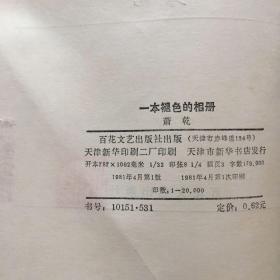 一本褪色的相册
萧乾
百花文艺出版社出版(天津市赤峰道124号)
天津新华印刷二厂印刷 天津市新华书店发行
开本787×1092毫米 1/32 印张8 1/4 插页3 字数179,000
1981年4月第1版 1981年4月第1次印刷
印数:1—20,000
书号:10151·531 定价:0.62元